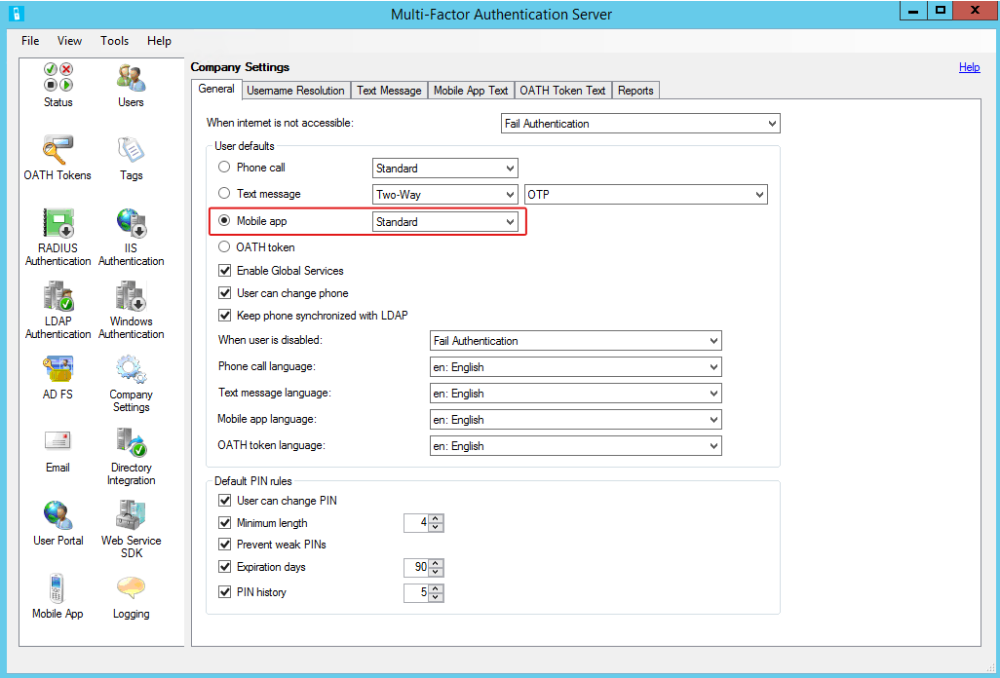 Multi-Factor Authentication Server
File View Tools Help
Status Users
OATH Tokens Tags
RADIUS Authentication
IIS Authentication
LDAP Authentication
Windows Authentication
AD FS
Company Settings
Email
Directory Integration
User Portal
Web Service SDK
Mobile App
Logging
Company Settings
Help
General Username Resolution Text Message Mobile App Text OATH Token Text Reports
When internet is not accessible: Fail Authentication
User defaults
Phone call Standard
Text message Two-Way OTP
Mobile app Standard
OATH token
Enable Global Services
User can change phone
Keep phone synchronized with LDAP
When user is disabled: Fail Authentication
Phone call language: en: English
Text message language: en: English
Mobile app language: en: English
OATH token language: en: English
Default PIN rules
User can change PIN
Minimum length 4
Prevent weak PINs
Expiration days 90
PIN history 5